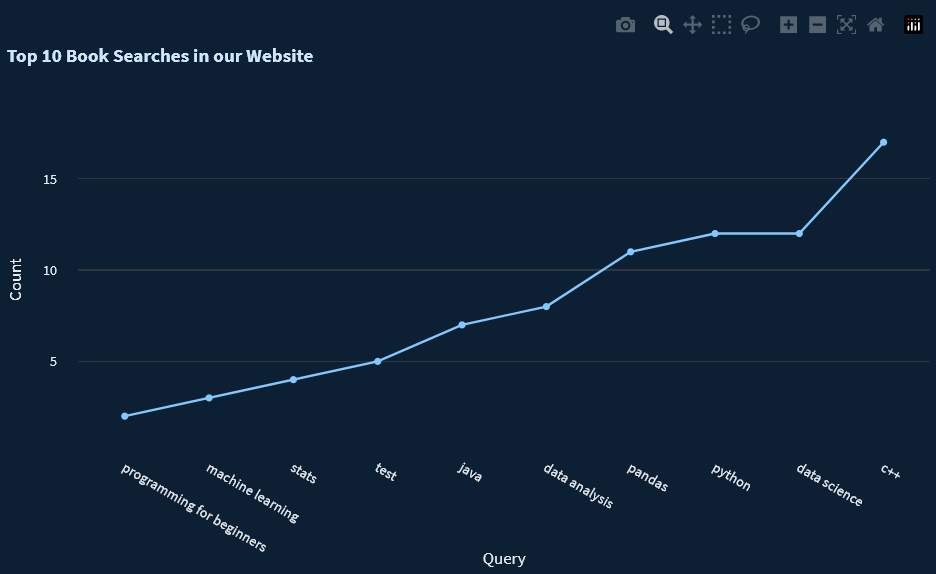 Top 10 Book Searches in our Website
15
10
5
Count
programming for beginners
machine learning
stats
test
java
data analysis
pandas
python
data science
c++
Query